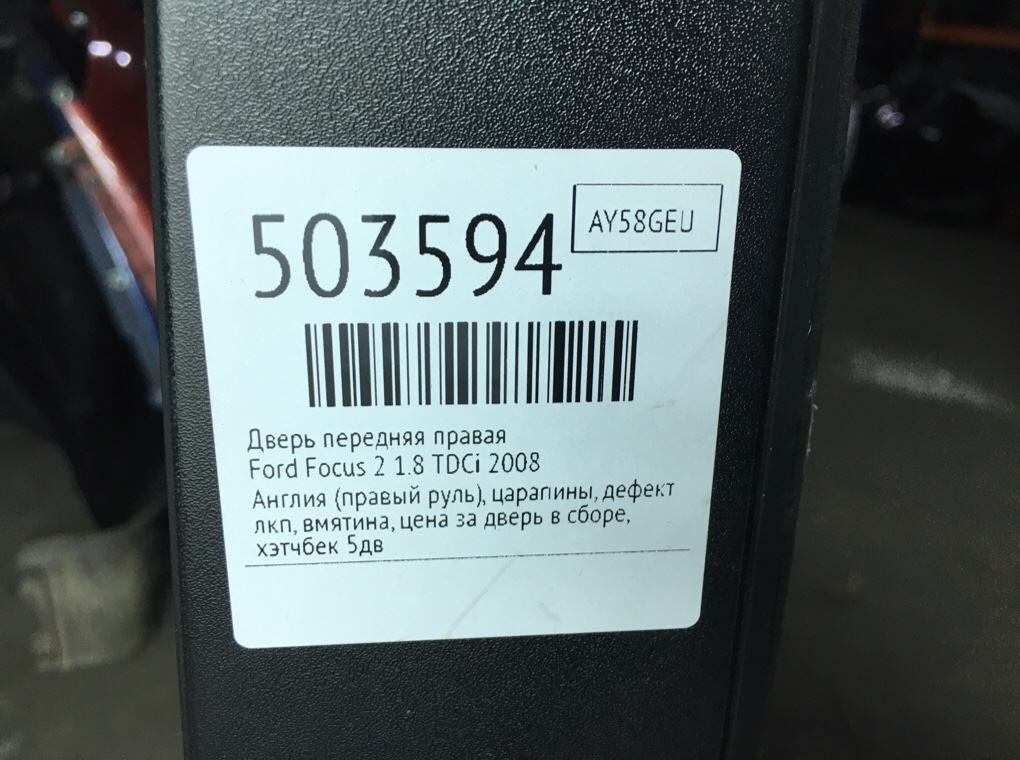 503594
AY58GEU
Дверь передняя правая
Ford Focus 2 1.8 TDCi 2008
Англия (правый руль), царапины, дефект
лкп, вмятина, цена за дверь в сборе,
хэтчбек 5дв